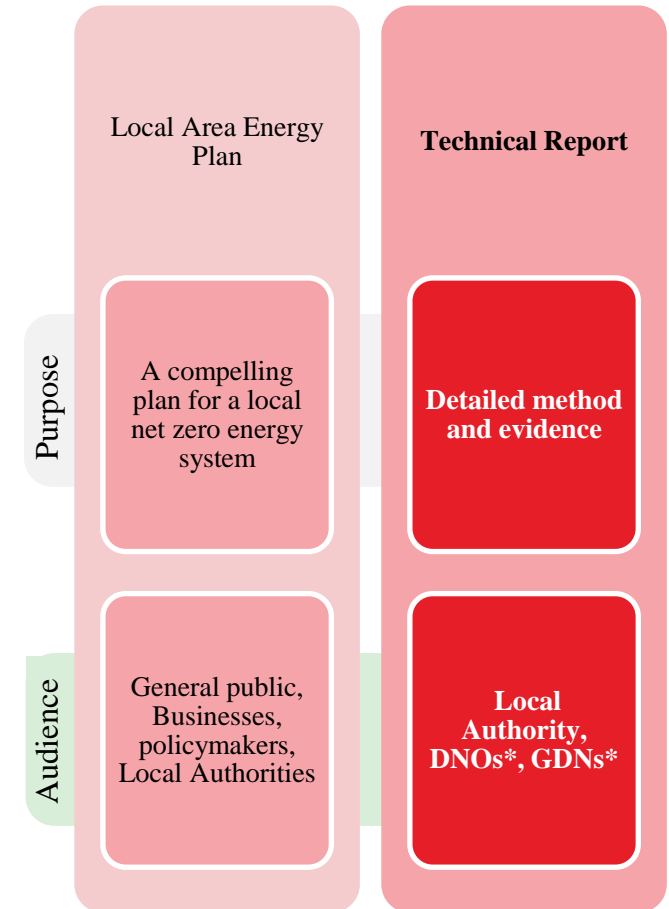 Local Area Energy
Plan
Technical Report
Purpose
A compelling
plan for a local
net zero energy
system
Detailed method
and evidence
Audience
General public,
Businesses,
policymakers,
Local Authorities
Local
Authority,
DNOs*, GDNs*